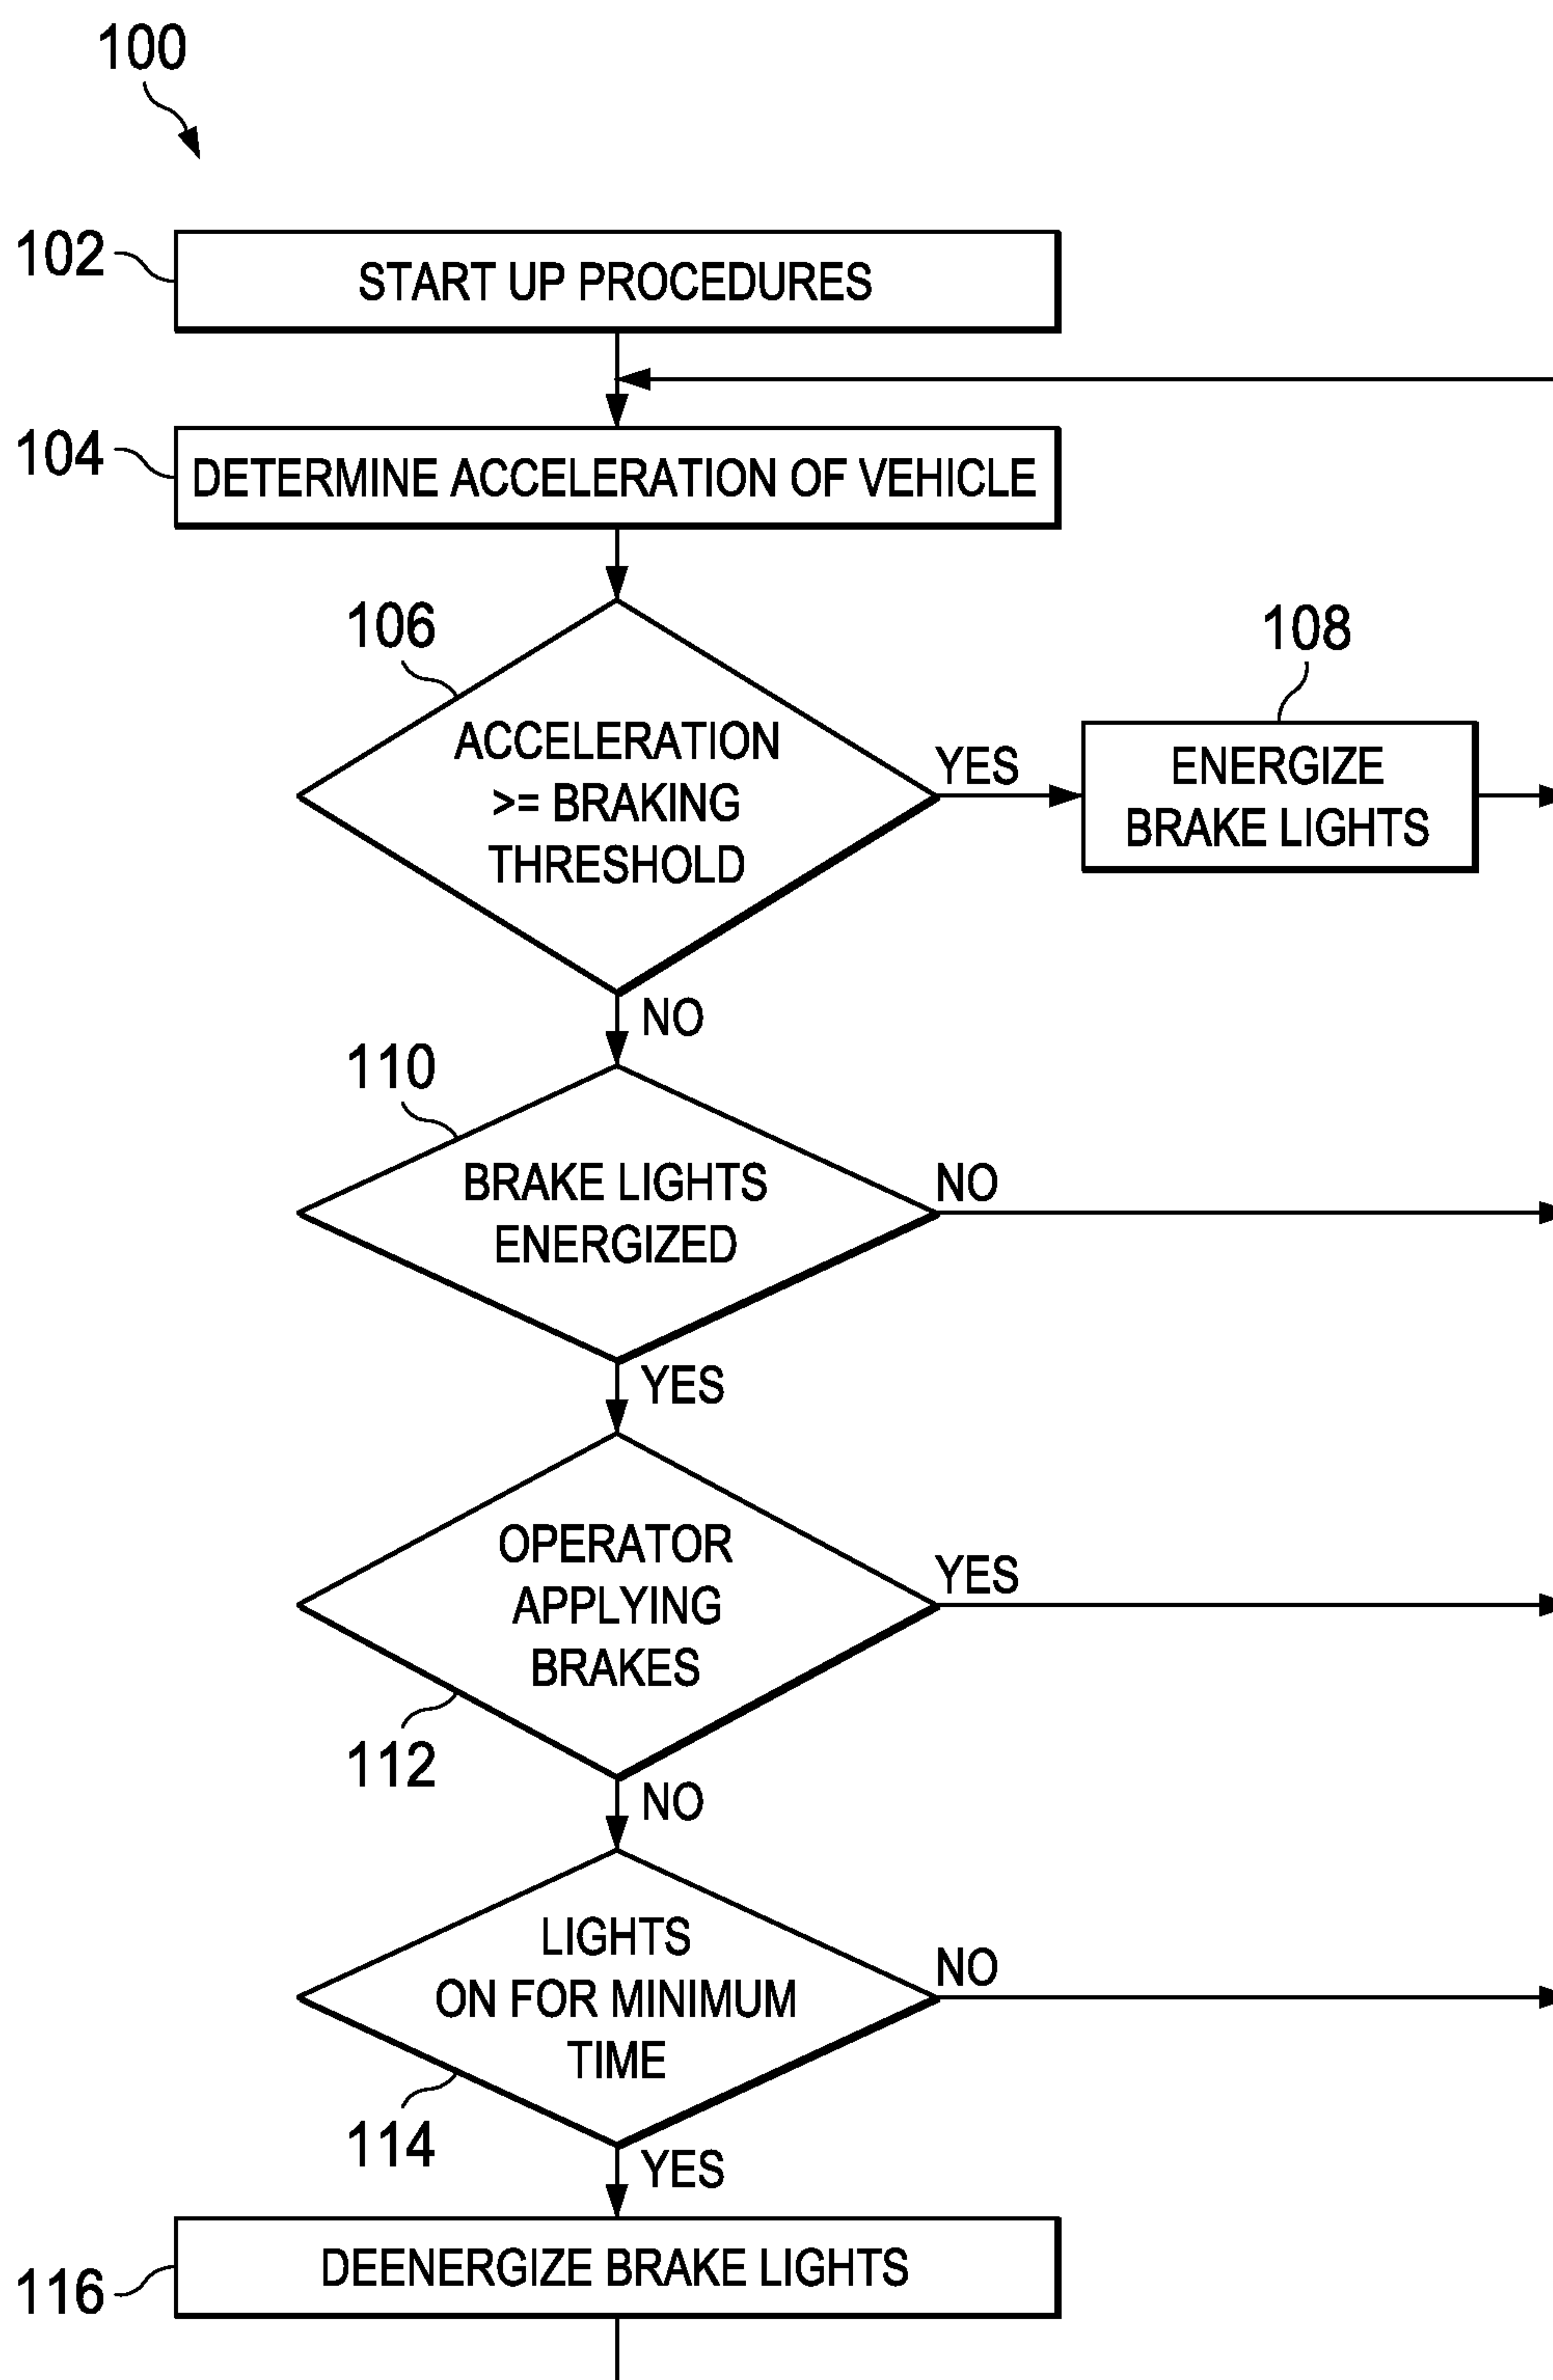 100
102
START UP PROCEDURES
104
DETERMINE ACCELERATION OF VEHICLE
106
108
ACCELERATION
>= BRAKING
THRESHOLD
YES
ENERGIZE
BRAKE LIGHTS
NO
110
BRAKE LIGHTS
ENERGIZED
NO
YES
OPERATOR
APPLYING
BRAKES
YES
112
NO
LIGHTS
ON FOR MINIMUM
TIME
NO
114
YES
DEENERGIZE BRAKE LIGHTS
116